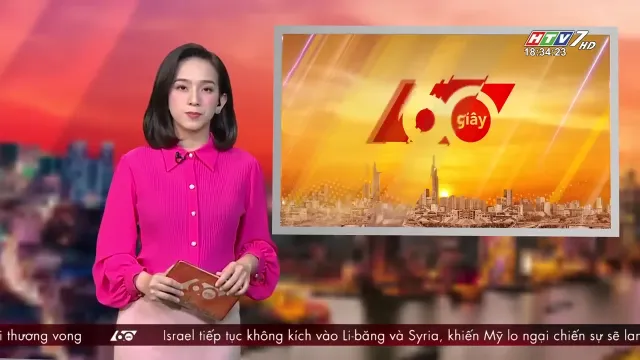 HTV7 HD
18:34:23
60 giây
i thương vong
60
Israel tiếp tục không kích vào Li-băng và Syria, khiến Mỹ lo ngại chiến sự sẽ lan